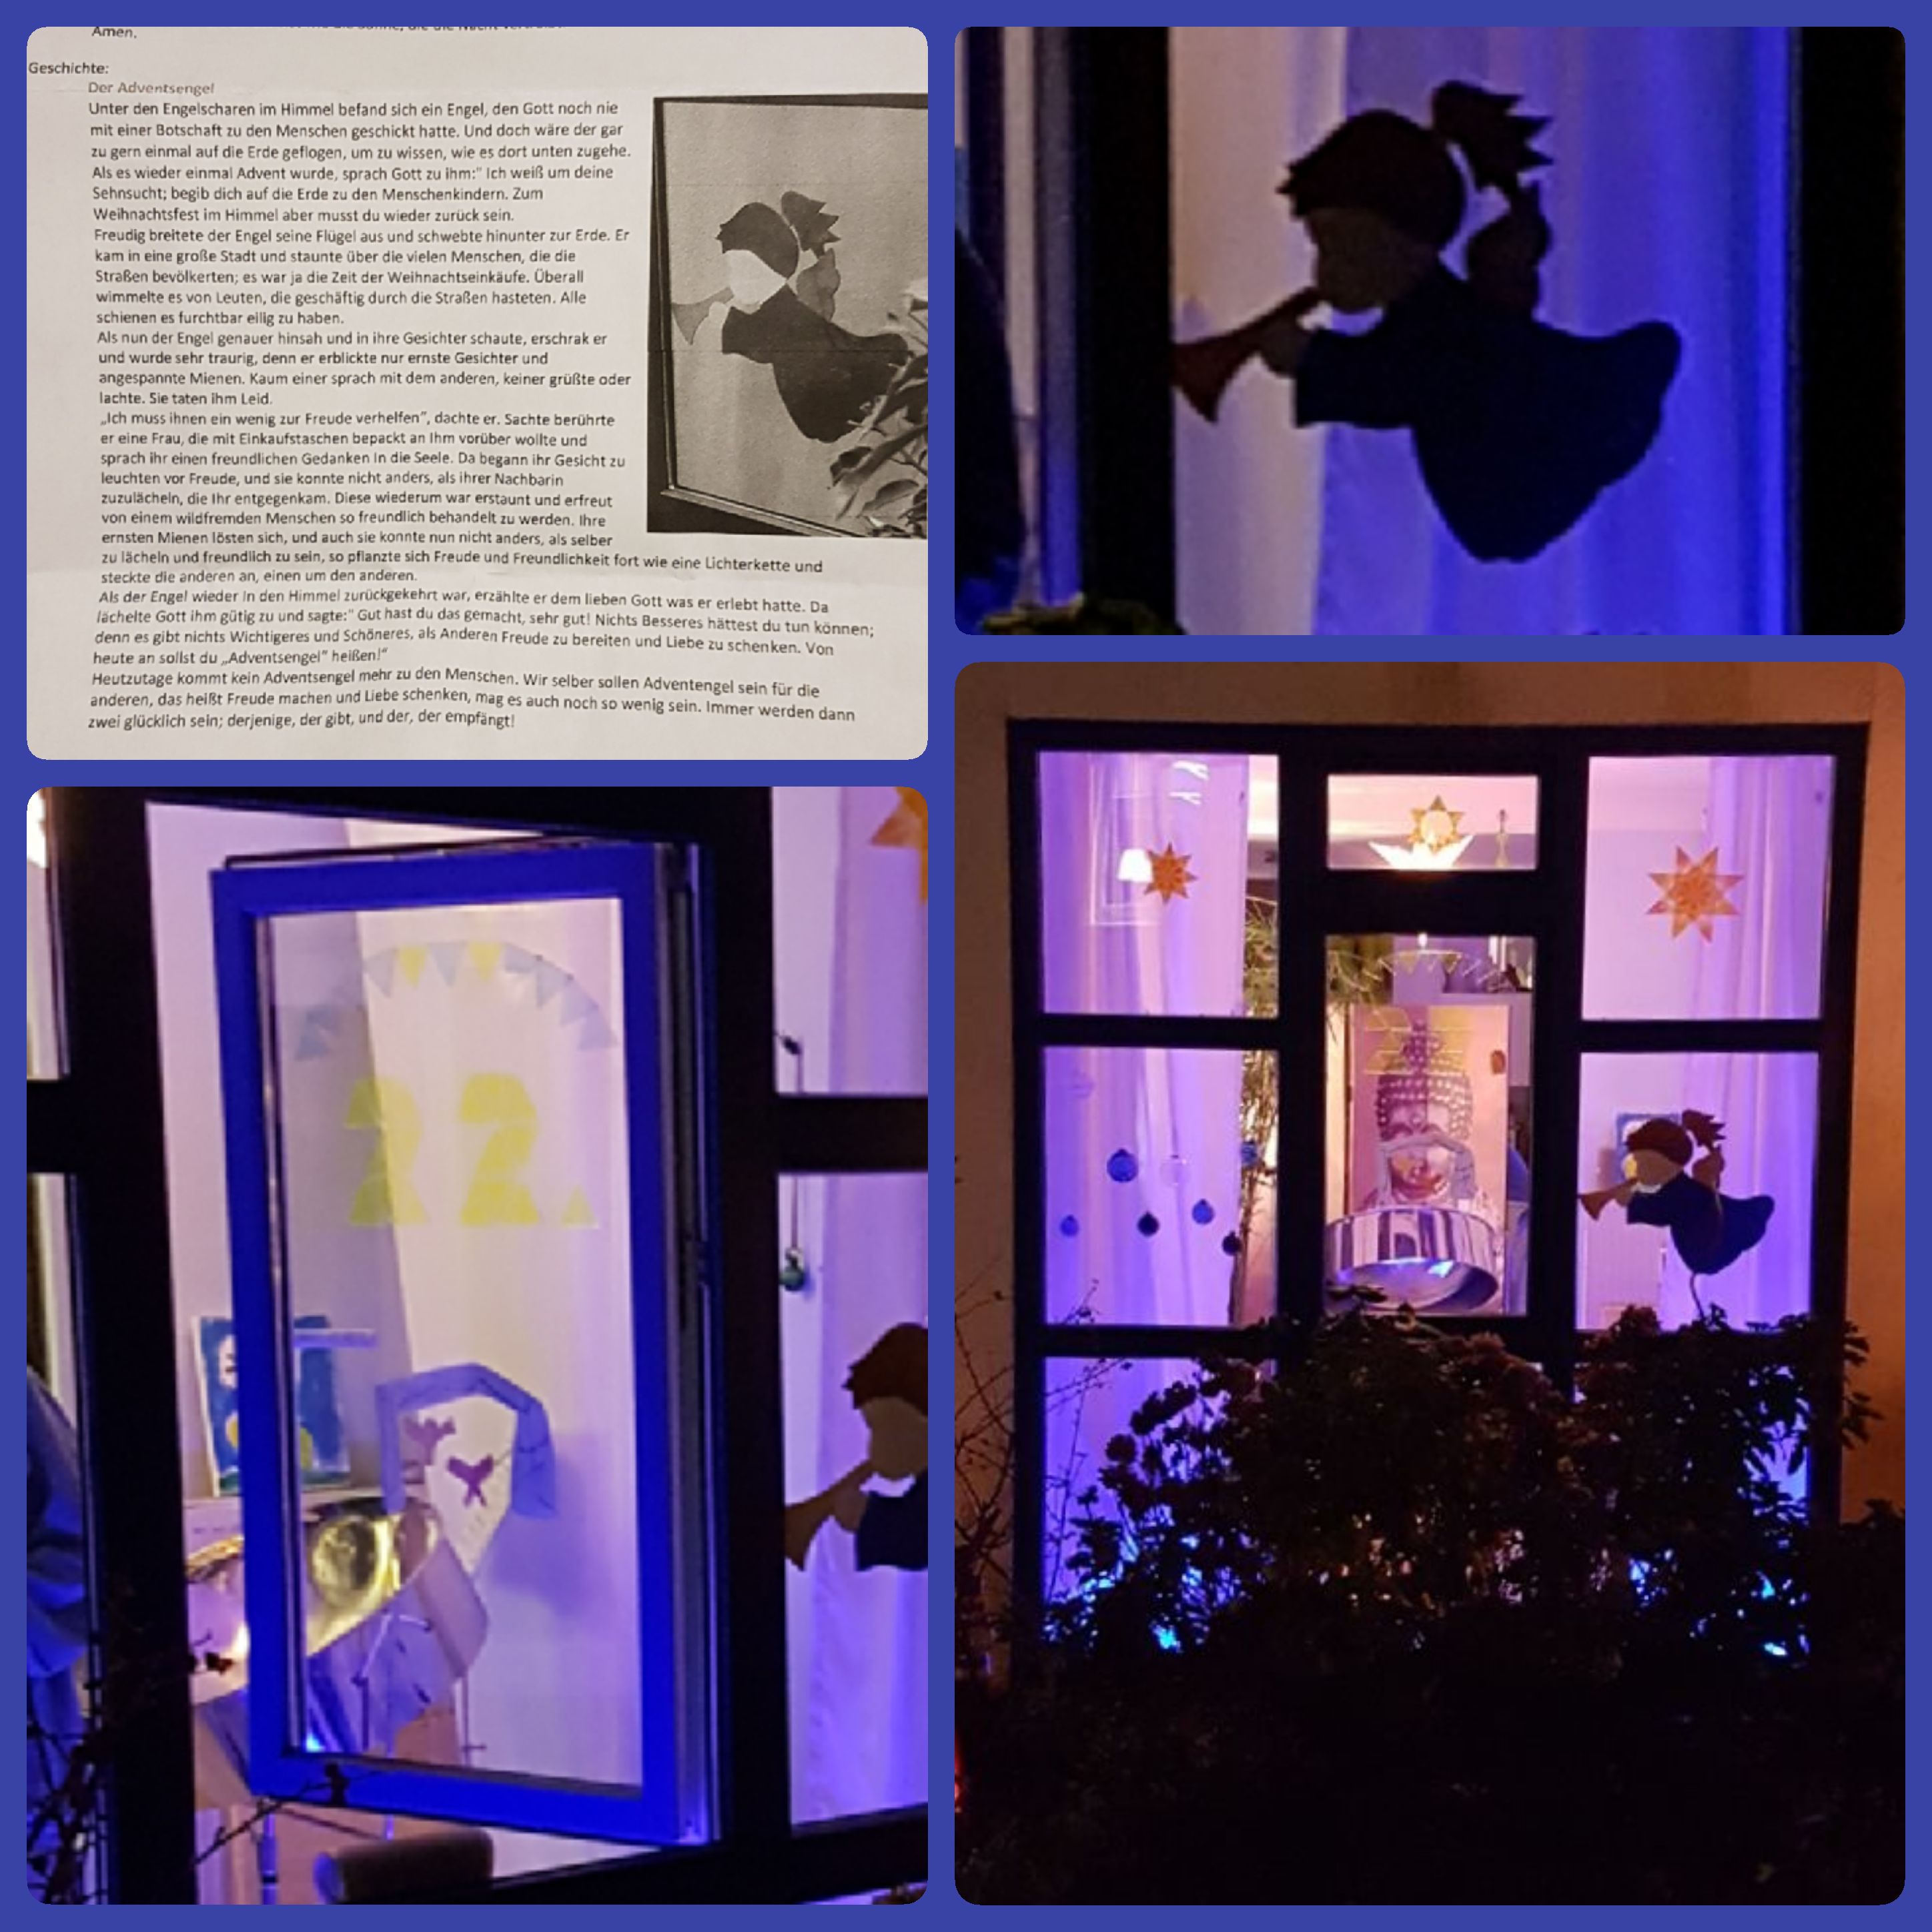 Amen.
Geschichte:
Der Adventsengel
Unter den Engelscharen im Himmel befand sich ein Engel, den Gott noch nie
mit einer Botschaft zu den Menschen geschickt hatte. Und doch wäre der gar
zu gern einmal auf die Erde geflogen, um zu wissen, wie es dort unten zugehe.
Als es wieder einmal Advent wurde, sprach Gott zu ihm:" Ich weiß um deine
Sehnsucht; begib dich auf die Erde zu den Menschenkindern. Zum
Weihnachtsfest im Himmel aber musst du wieder zurück sein.
Freudig breitete der Engel seine Flügel aus und schwebte hinunter zur Erde. Er
kam in eine große Stadt und staunte über die vielen Menschen, die die
Straßen bevölkerten; es war ja die Zeit der Weihnachtseinkäufe. Überall
wimmelte es von Leuten, die geschäftig durch die Straßen hasteten. Alle
schienen es furchtbar eilig zu haben.
Als nun der Engel genauer hinsah und in ihre Gesichter schaute, erschrak er
und wurde sehr traurig, denn er erblickte nur ernste Gesichter und
angespannte Mienen. Kaum einer sprach mit dem anderen, keiner grüßte oder
lachte. Sie taten ihm Leid.
„Ich muss ihnen ein wenig zur Freude verhelfen", dachte er. Sachte berührte
er eine Frau, die mit Einkaufstaschen bepackt an Ihm vorüber wollte und
sprach ihr einen freundlichen Gedanken In die Seele. Da begann ihr Gesicht zu
leuchten vor Freude, und sie konnte nicht anders, als ihrer Nachbarin
zuzulächeln, die Ihr entgegenkam. Diese wiederum war erstaunt und erfreut
von einem wildfremden Menschen so freundlich behandelt zu werden. Ihre
ernsten Mienen lösten sich, und auch sie konnte nun nicht anders, als selber
zu lächeln und freundlich zu sein, so pflanzte sich Freude und Freundlichkeit fort wie eine Lichterkette und
steckte die anderen an, einen um den anderen.
Als der Engel wieder In den Himmel zurückgekehrt war, erzählte er dem lieben Gott was er erlebt hatte. Da
lächelte Gott ihm gütig zu und sagte:" Gut hast du das gemacht, sehr gut! Nichts Besseres hättest du tun können;
denn es gibt nichts Wichtigeres und Schöneres, als Anderen Freude zu bereiten und Liebe zu schenken. Von
heute an sollst du „Adventsengel" heißen!"
Heutzutage kommt kein Adventsengel mehr zu den Menschen. Wir selber sollen Adventengel sein für die
anderen, das heißt Freude machen und Liebe schenken, mag es auch noch so wenig sein. Immer werden dann
zwei glücklich sein; derjenige, der gibt, und der, der empfängt!
22.